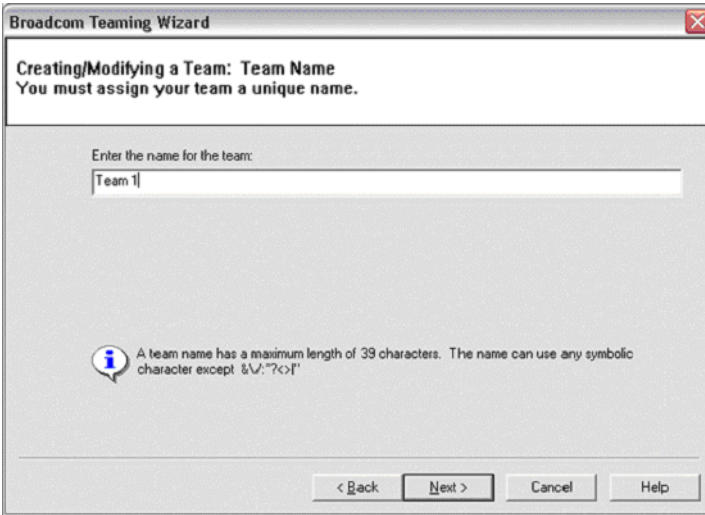 Broadcom Teaming Wizard
Creating/Modifying a Team: Team Name
You must assign your team a unique name.
Enter the name for the team:
Team 1
A team name has a maximum length of 39 characters. The name can use any symbolic
character except &\/:"?<>|"
< Back
Next >
Cancel
Help